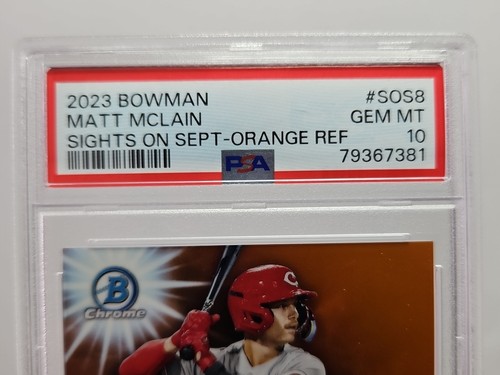 2023 BOWMAN #SOS8
MATT MCLAIN GEM MT
SIGHTS ON SEPT-ORANGE REF 10
PSA 79367381
B
Chrome
C